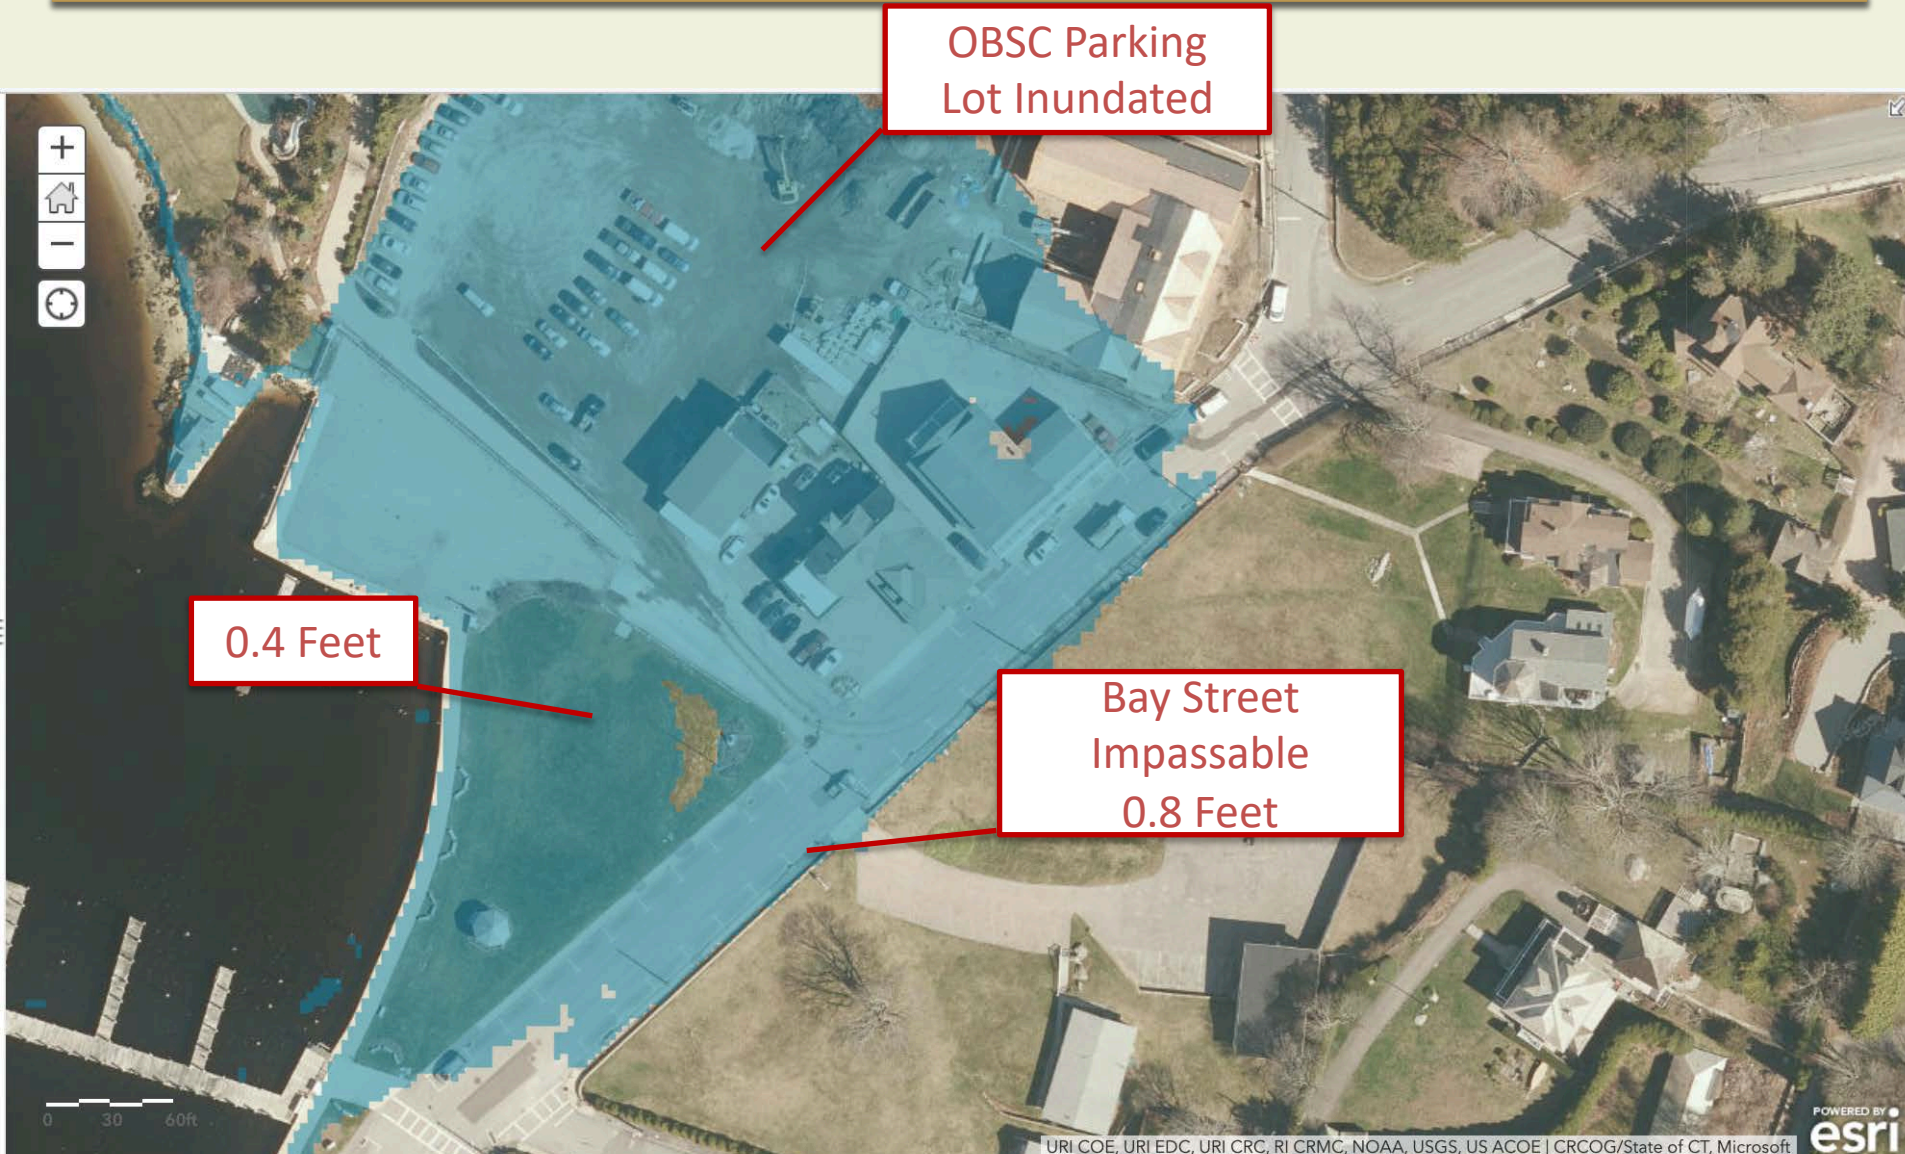 OBSC Parking
Lot Inundated
+
−
0.4 Feet
Bay Street
Impassable
0.8 Feet
0 30 60ft
POWERED BY
esri
URI COE, URI EDC, URI CRC, RI CRMC, NOAA, USGS, US ACOE | CRCOG/State of CT, Microsoft